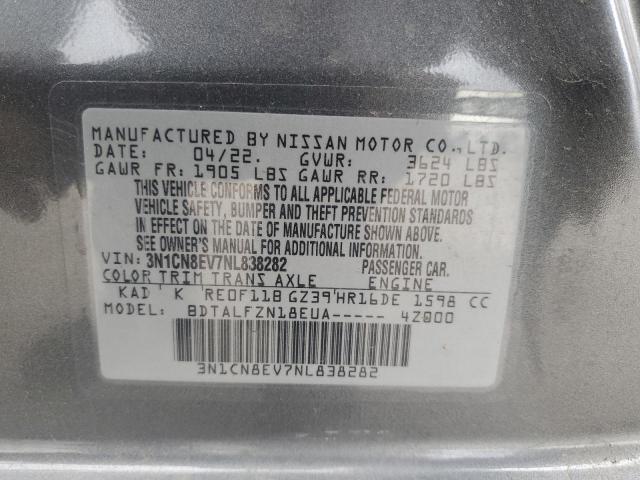 MANUFACTURED BY NISSAN MOTOR CO., LTD.
DATE: 04/22. GVWR: 3624 LBS
GAWR FR: 1905 LBS GAWR RR: 1720 LBS
THIS VEHICLE CONFORMS TO ALL APPLICABLE FEDERAL MOTOR
VEHICLE SAFETY, BUMPER AND THEFT PREVENTION STANDARDS
IN EFFECT ON THE DATE OF MANUFACTURE SHOWN ABOVE.
SEE OWNER'S MANUAL FOR ADDITIONAL INFORMATION.
VIN: 3N1CN8EV7NL838282 PASSENGER CAR.
COLOR TRIM TRANS AXLE ENGINE
KAD K RE0F11B GZ39 HR16DE 1598 CC
MODEL: BDTALFZN18EUA----- 4Z000
3N1CN8EV7NL838282